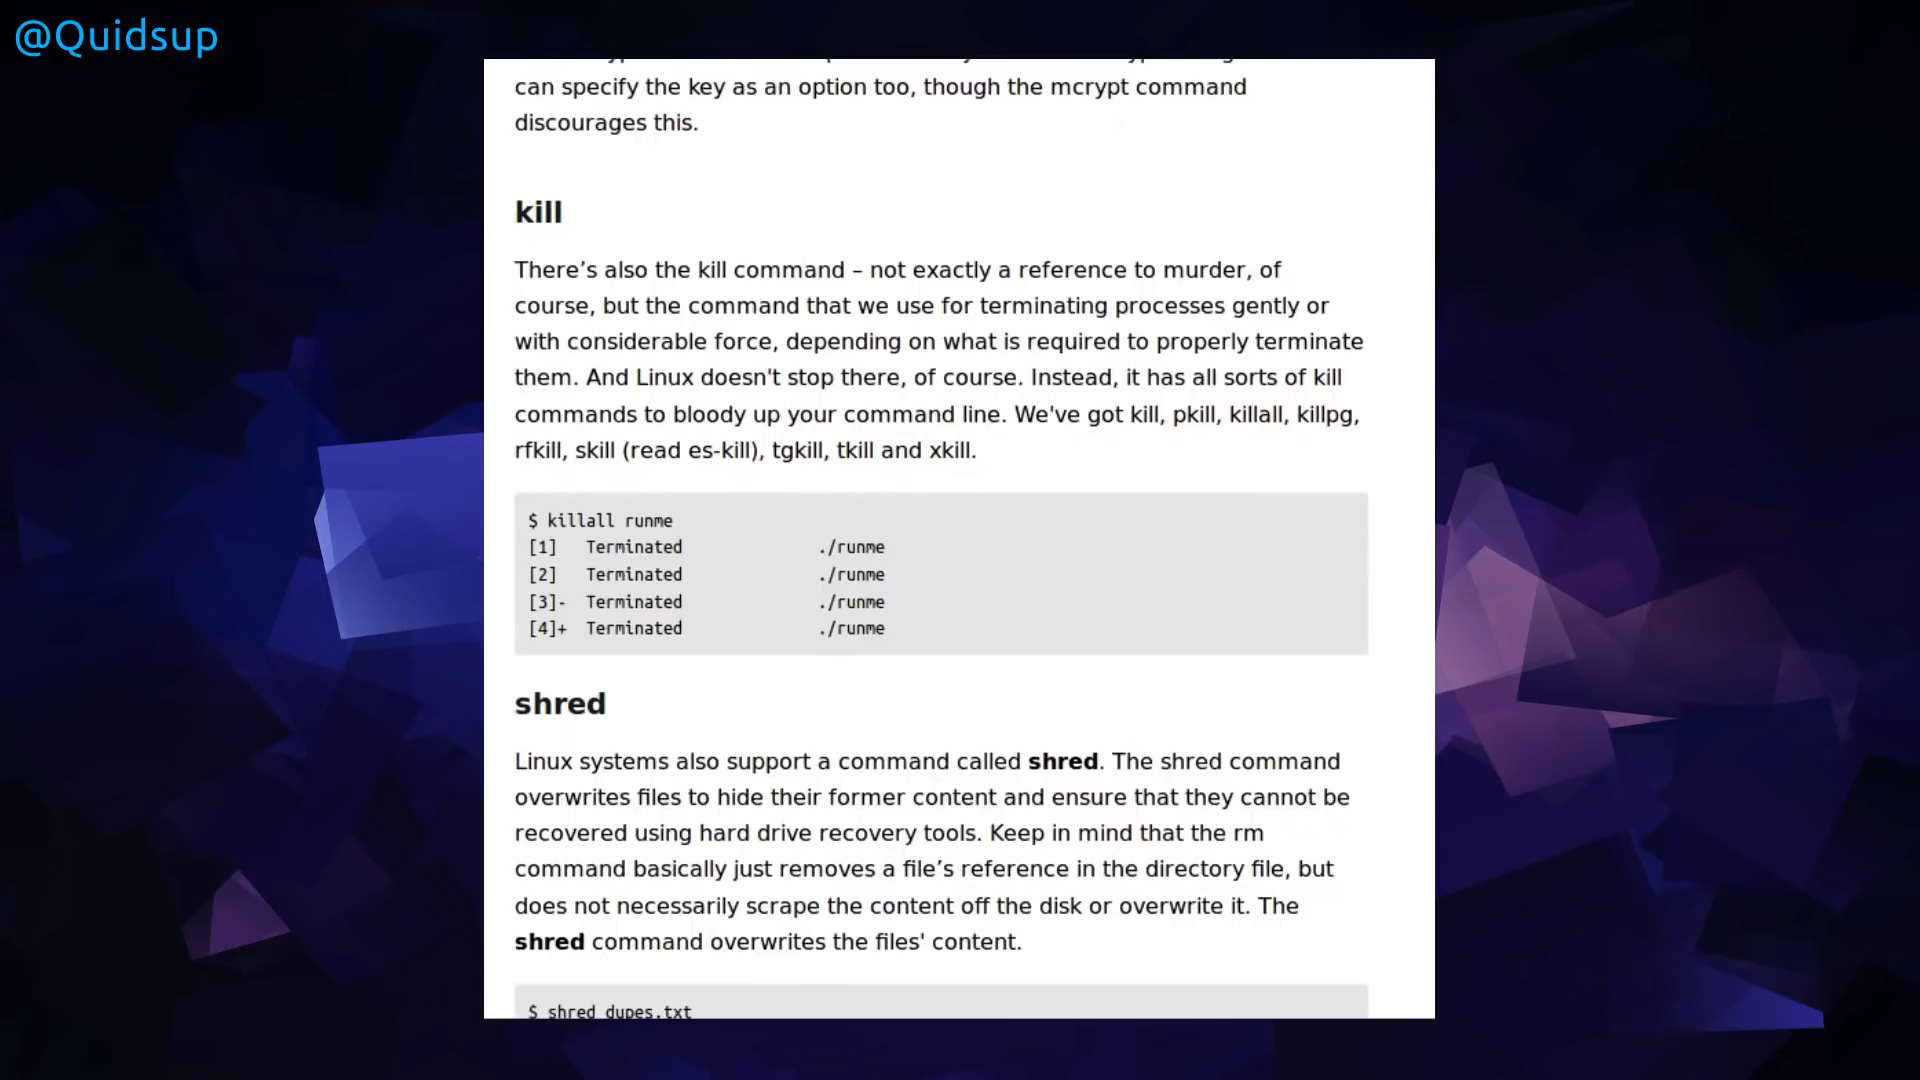 @Quidsup
can specify the key as an option too, though the mcrypt command
discourages this.
kill
There’s also the kill command – not exactly a reference to murder, of
course, but the command that we use for terminating processes gently or
with considerable force, depending on what is required to properly terminate
them. And Linux doesn't stop there, of course. Instead, it has all sorts of kill
commands to bloody up your command line. We've got kill, pkill, killall, killpg,
rfkill, skill (read es-kill), tgkill, tkill and xkill.
$ killall runme
[1]   Terminated              ./runme
[2]   Terminated              ./runme
[3]-  Terminated              ./runme
[4]+  Terminated              ./runme
shred
Linux systems also support a command called shred. The shred command
overwrites files to hide their former content and ensure that they cannot be
recovered using hard drive recovery tools. Keep in mind that the rm
command basically just removes a file’s reference in the directory file, but
does not necessarily scrape the content off the disk or overwrite it. The
shred command overwrites the files' content.
$ shred dupes.txt